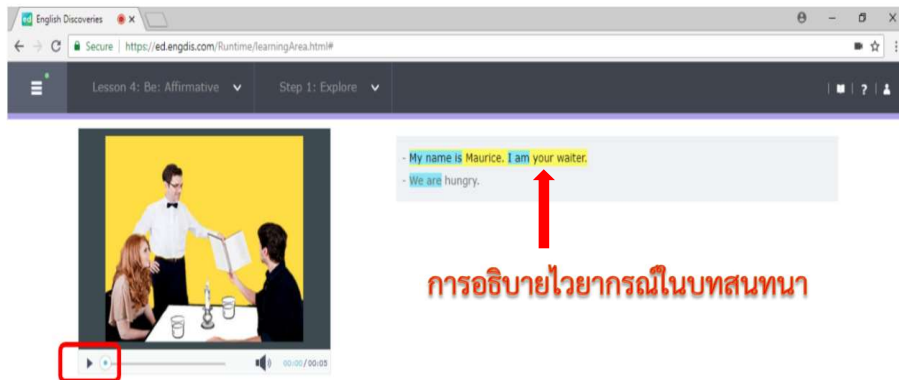 ed English Discoveries
Secure | https://ed.engdis.com/Runtime/learningArea.html#
Lesson 4: Be: Affirmative
Step 1: Explore
?
- My name is Maurice. I am your waiter.
- We are hungry.
การอธิบายไวยากรณ์ในบทสนทนา
00:00/00:05